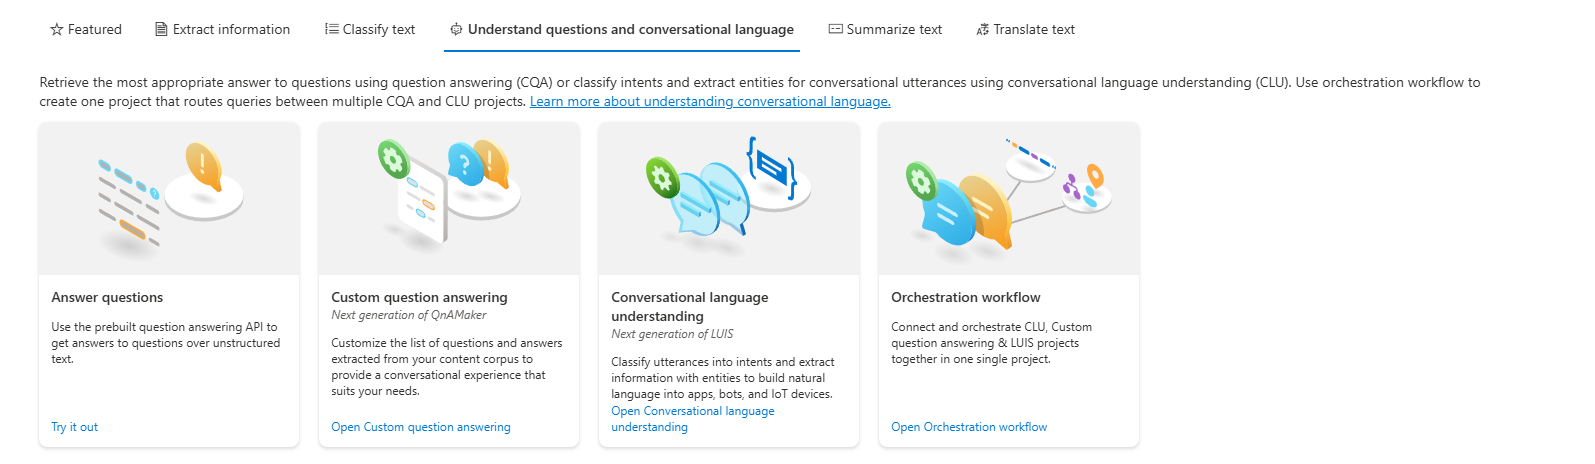 Featured
Extract information
Classify text
Understand questions and conversational language
Summarize text
Translate text
Retrieve the most appropriate answer to questions using question answering (CQA) or classify intents and extract entities for conversational utterances using conversational language understanding (CLU). Use orchestration workflow to
create one project that routes queries between multiple CQA and CLU projects. Learn more about understanding conversational language.
Answer questions
Use the prebuilt question answering API to
get answers to questions over unstructured
text.
Try it out
Custom question answering
Next generation of QnAMaker
Customize the list of questions and answers
extracted from your content corpus to
provide a conversational experience that
suits your needs.
Open Custom question answering
Conversational language
understanding
Next generation of LUIS
Classify utterances into intents and extract
information with entities to build natural
language into apps, bots, and IoT devices.
Open Conversational language
understanding
Orchestration workflow
Connect and orchestrate CLU, Custom
question answering & LUIS projects
together in one single project.
Open Orchestration workflow